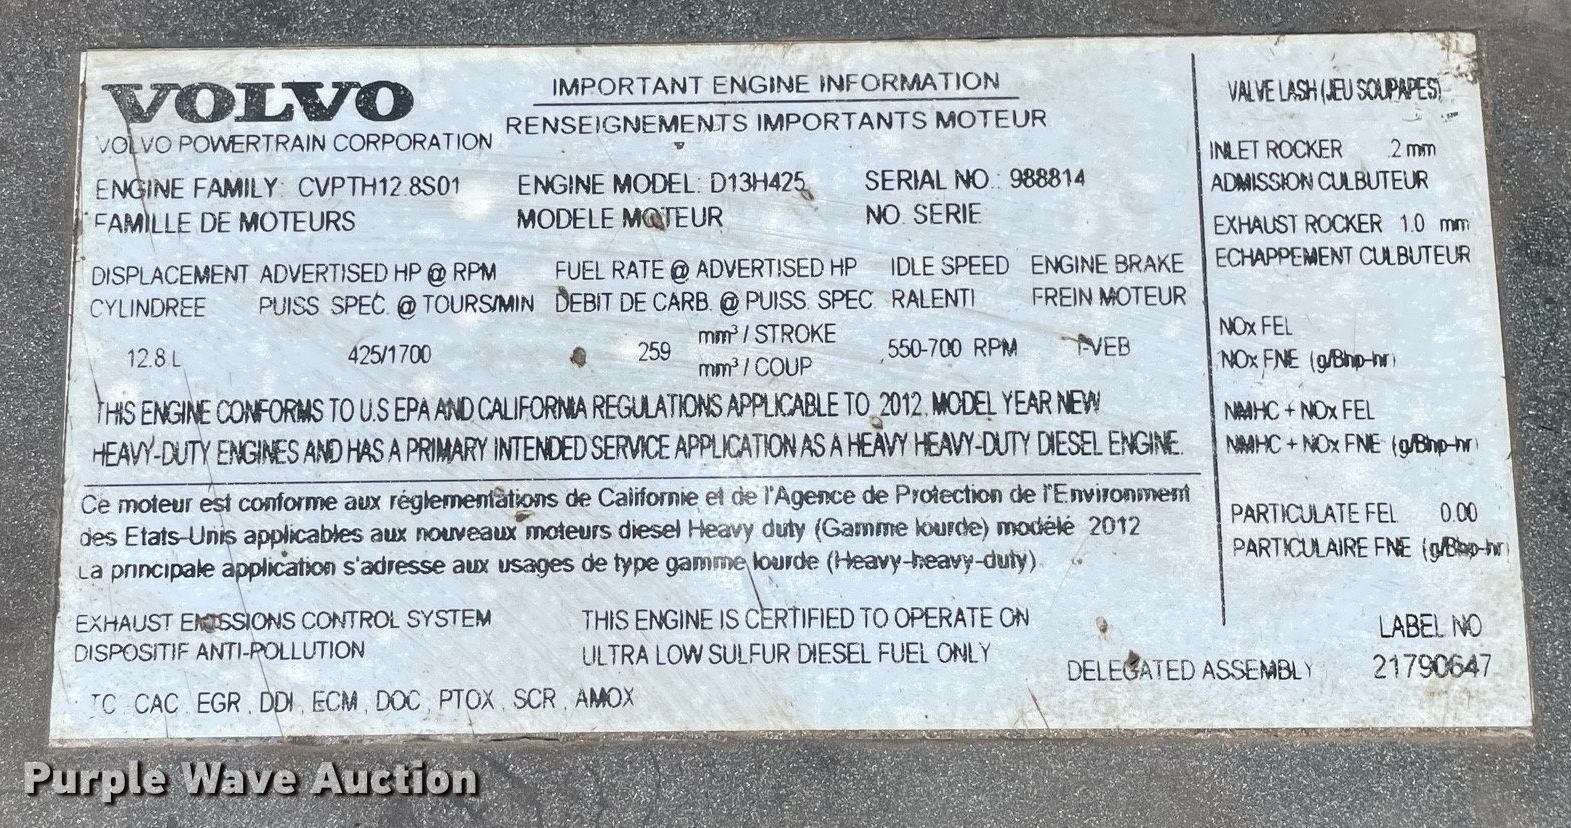 VOLVO
VOLVO POWERTRAIN CORPORATION
IMPORTANT ENGINE INFORMATION
RENSEIGNEMENTS IMPORTANTS MOTEUR
ENGINE FAMILY: CVPTH12.8S01 ENGINE MODEL: D13H425 SERIAL NO.: 988814
FAMILLE DE MOTEURS MODELE MOTEUR NO. SERIE
DISPLACEMENT ADVERTISED HP @ RPM FUEL RATE @ ADVERTISED HP IDLE SPEED ENGINE BRAKE
CYLINDREE PUISS. SPEC. @ TOURS/MIN DEBIT DE CARB. @ PUISS. SPEC. RALENTI FREIN MOTEUR
12.8 L 425/1700 259 mm³ / STROKE 550-700 RPM I-VEB
mm³ / COUP
THIS ENGINE CONFORMS TO U.S EPA AND CALIFORNIA REGULATIONS APPLICABLE TO 2012 MODEL YEAR NEW
HEAVY-DUTY ENGINES AND HAS A PRIMARY INTENDED SERVICE APPLICATION AS A HEAVY HEAVY-DUTY DIESEL ENGINE.
Ce moteur est conforme aux réglementations de Californie et de l'Agence de Protection de l'Environment
des Etats-Unis applicables aux nouveaux moteurs diesel Heavy duty (Gamme lourde) modélé 2012
La principale application s'adresse aux usages de type gamme lourde (Heavy-heavy-duty)
EXHAUST EMISSIONS CONTROL SYSTEM THIS ENGINE IS CERTIFIED TO OPERATE ON
DISPOSITIF ANTI-POLLUTION ULTRA LOW SULFUR DIESEL FUEL ONLY
TC , CAC , EGR , DDI , ECM , DOC , PTOX , SCR , AMOX
DELEGATED ASSEMBLY
VALVE LASH (JEU SOUPAPES)
INLET ROCKER .2 mm
ADMISSION CULBUTEUR
EXHAUST ROCKER 1.0 mm
ECHAPPEMENT CULBUTEUR
NOx FEL
NOx FNE (g/Bhp-hr)
NMHC + NOx FEL
NMHC + NOx FNE (g/Bhp-hr)
PARTICULATE FEL 0.00
PARTICULAIRE FNE (g/Bhp-hr)
LABEL NO
21790647
Purple Wave Auction